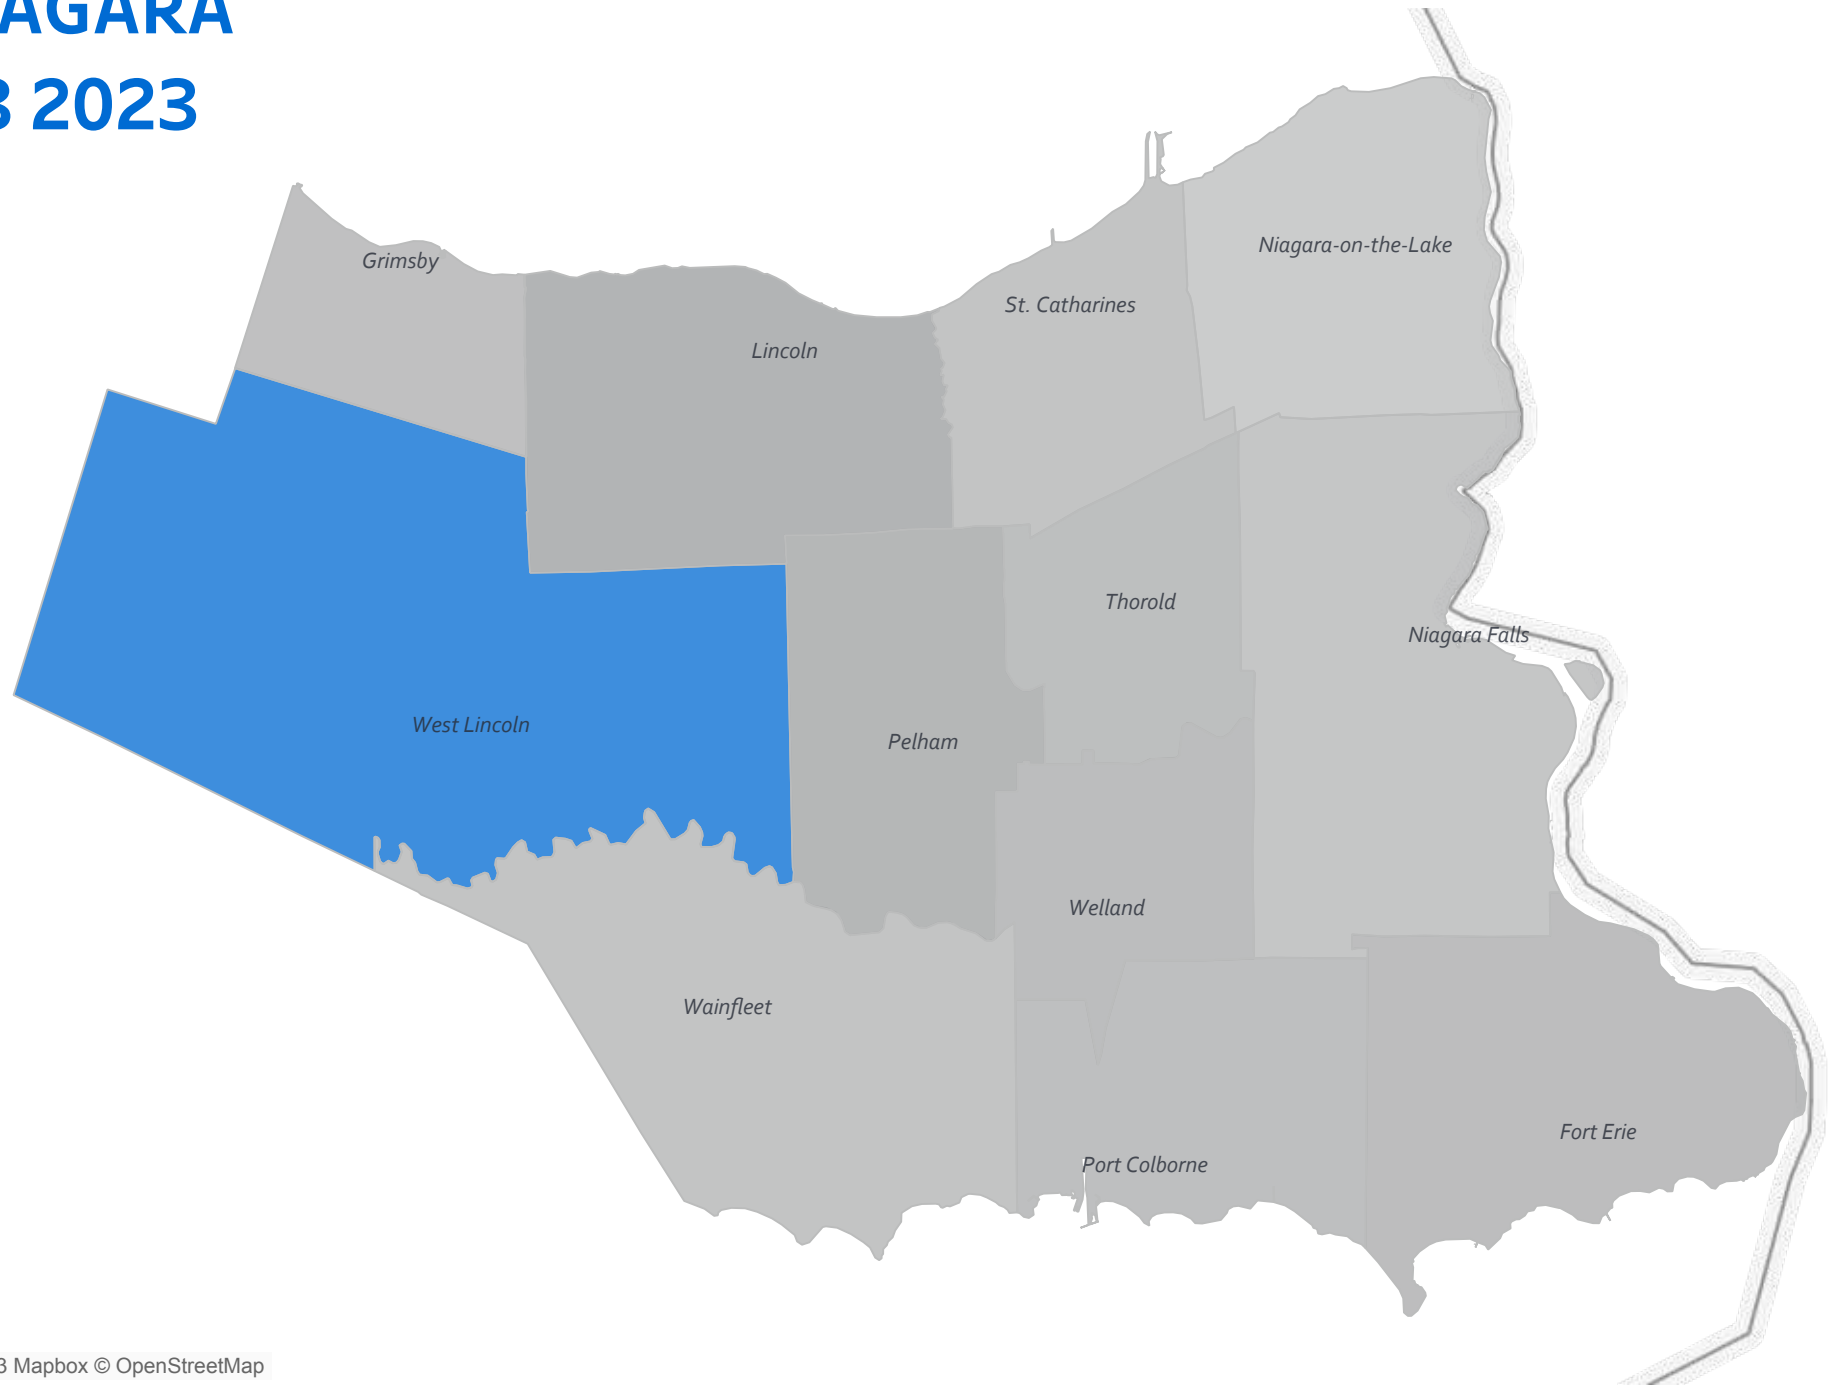 AGARA
3 2023
Niagara-on-the-Lake
Grimsby
St. Catharines
Lincoln
Thorold
Niagara Falls
West Lincoln
Pelham
Welland
Wainfleet
Fort Erie
Port Colborne
3 Mapbox © OpenStreetMap